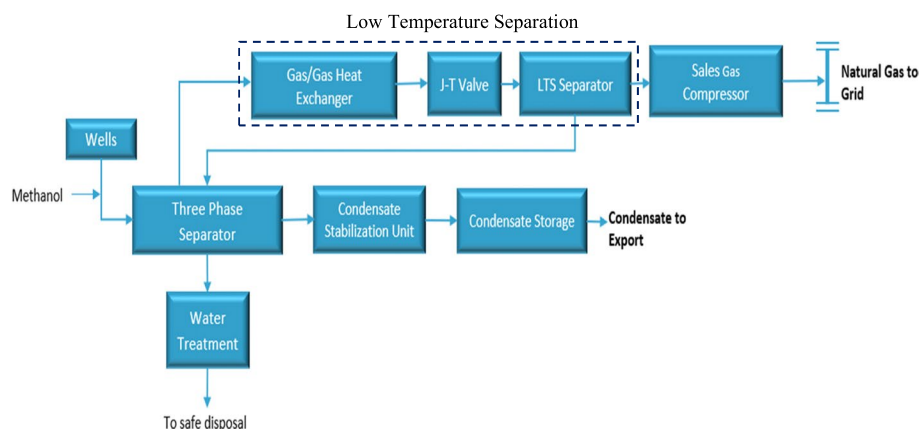 Low Temperature Separation
Gas/Gas Heat
Exchanger
J-T Valve
LTS Separator
Sales Gas
Compressor
Natural Gas to
Grid
Wells
Methanol
Three Phase
Separator
Condensate
Stabilization Unit
Condensate Storage
Condensate to
Export
Water
Treatment
To safe disposal